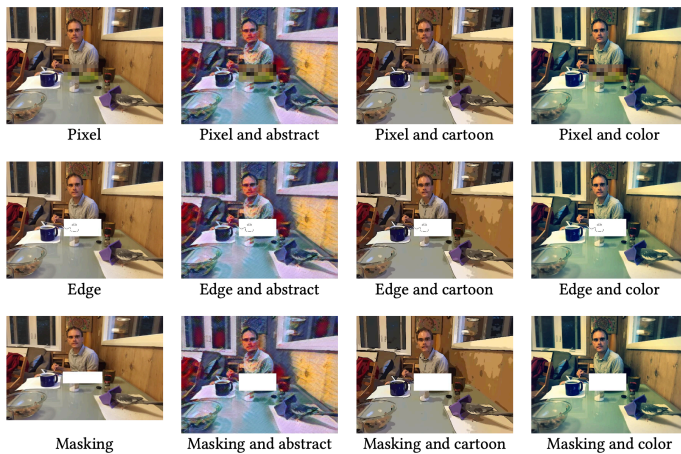 Pixel
Pixel and abstract
Pixel and cartoon
Pixel and color
Edge
Edge and abstract
Edge and cartoon
Edge and color
Masking
Masking and abstract
Masking and cartoon
Masking and color